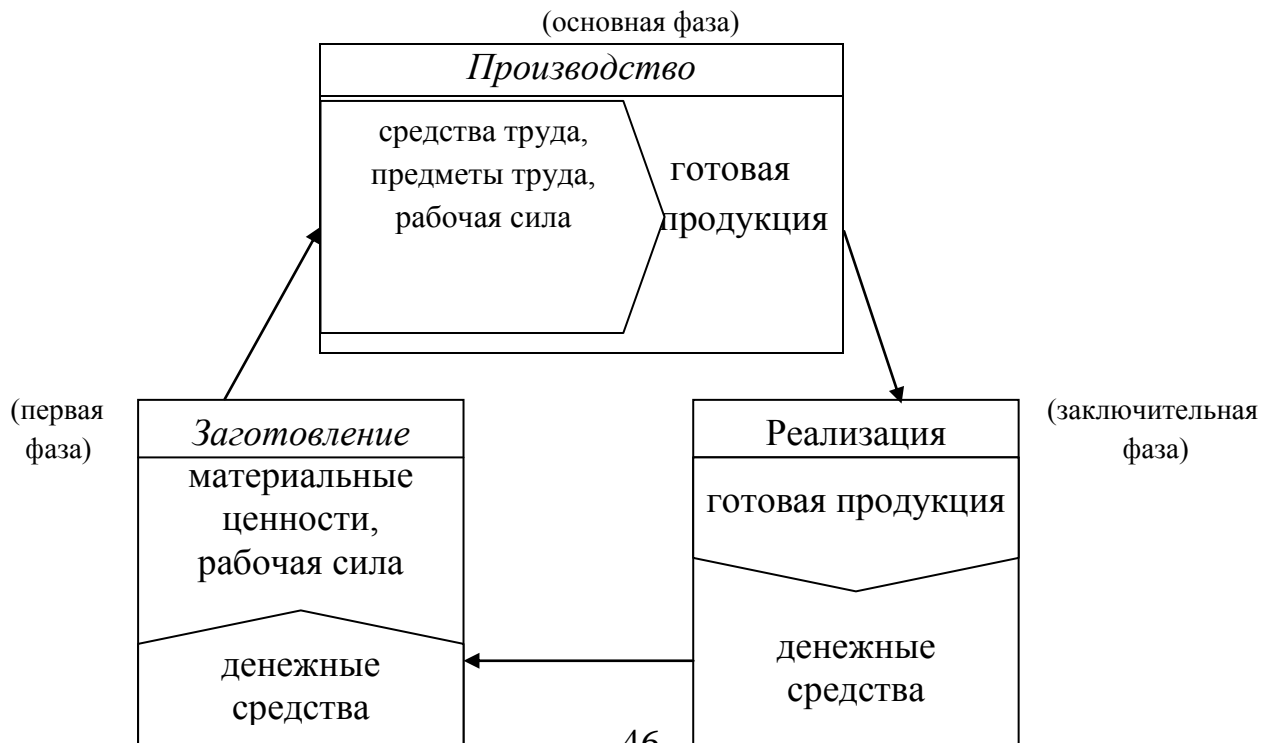 (основная фаза)
Производство
средства труда,
предметы труда,
рабочая сила
готовая
продукция
(первая
фаза)
Заготовление
материальные
ценности,
рабочая сила
денежные
средства
Реализация
готовая продукция
денежные
средства
(заключительная
фаза)
46